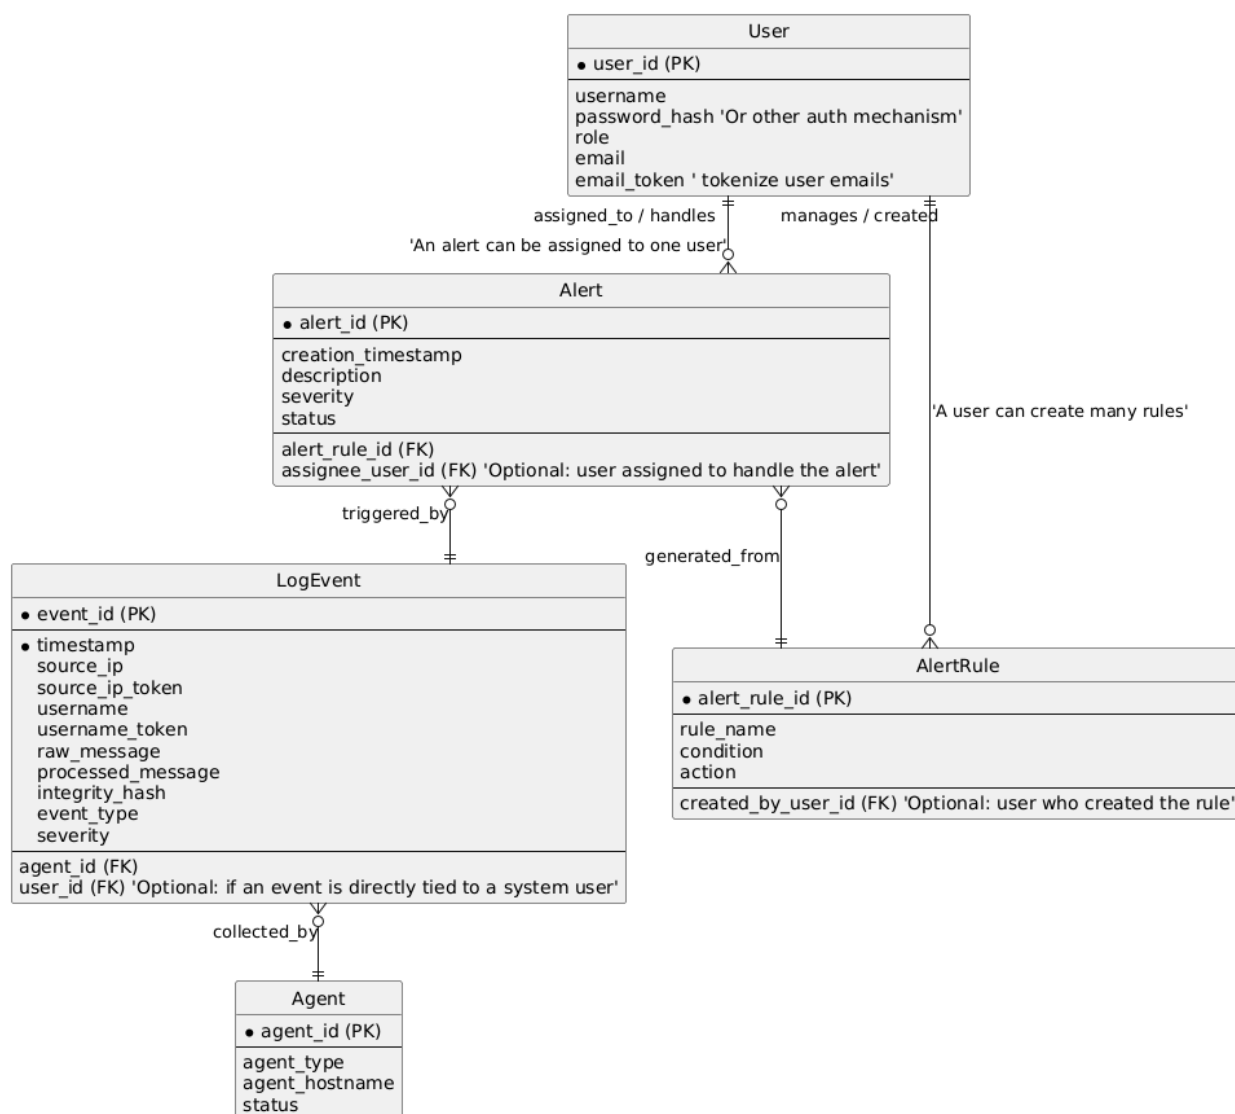 User
user_id (PK)
username
password_hash 'Or other auth mechanism'
role
email
email_token ' tokenize user emails'
assigned_to / handles
manages / created
'An alert can be assigned to one user'
Alert
alert_id (PK)
creation_timestamp
description
severity
status
alert_rule_id (FK)
assignee_user_id (FK) 'Optional: user assigned to handle the alert'
'A user can create many rules'
triggered_by
generated_from
LogEvent
event_id (PK)
timestamp
source_ip
source_ip_token
username
username_token
raw_message
processed_message
integrity_hash
event_type
severity
agent_id (FK)
user_id (FK) 'Optional: if an event is directly tied to a system user'
AlertRule
alert_rule_id (PK)
rule_name
condition
action
created_by_user_id (FK) 'Optional: user who created the rule'
collected_by
Agent
agent_id (PK)
agent_type
agent_hostname
status